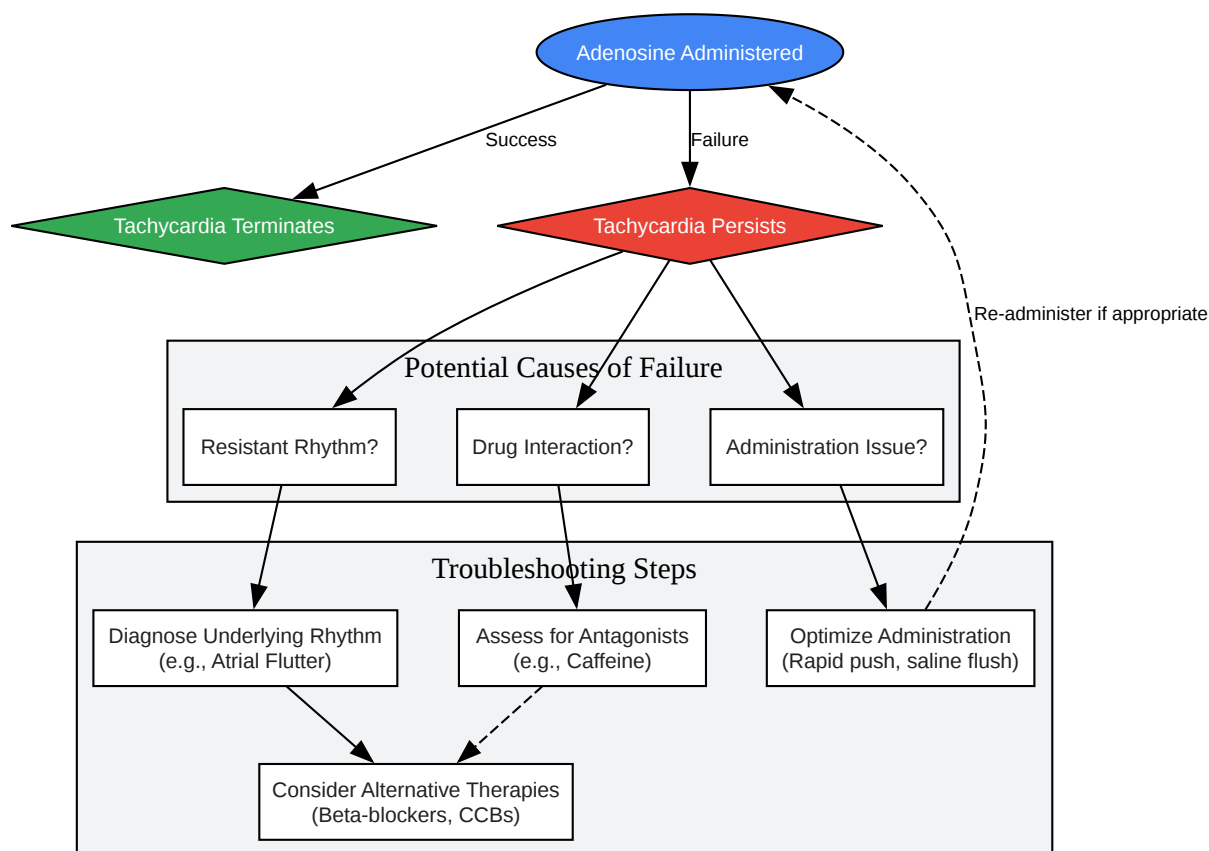 Adenosine Administered
Success
Failure
Tachycardia Terminates
Tachycardia Persists
Re-administer if appropriate
Potential Causes of Failure
Resistant Rhythm?
Drug Interaction?
Administration Issue?
Troubleshooting Steps
Diagnose Underlying Rhythm
(e.g., Atrial Flutter)
Assess for Antagonists
(e.g., Caffeine)
Optimize Administration
(Rapid push, saline flush)
Consider Alternative Therapies
(Beta-blockers, CCBs)